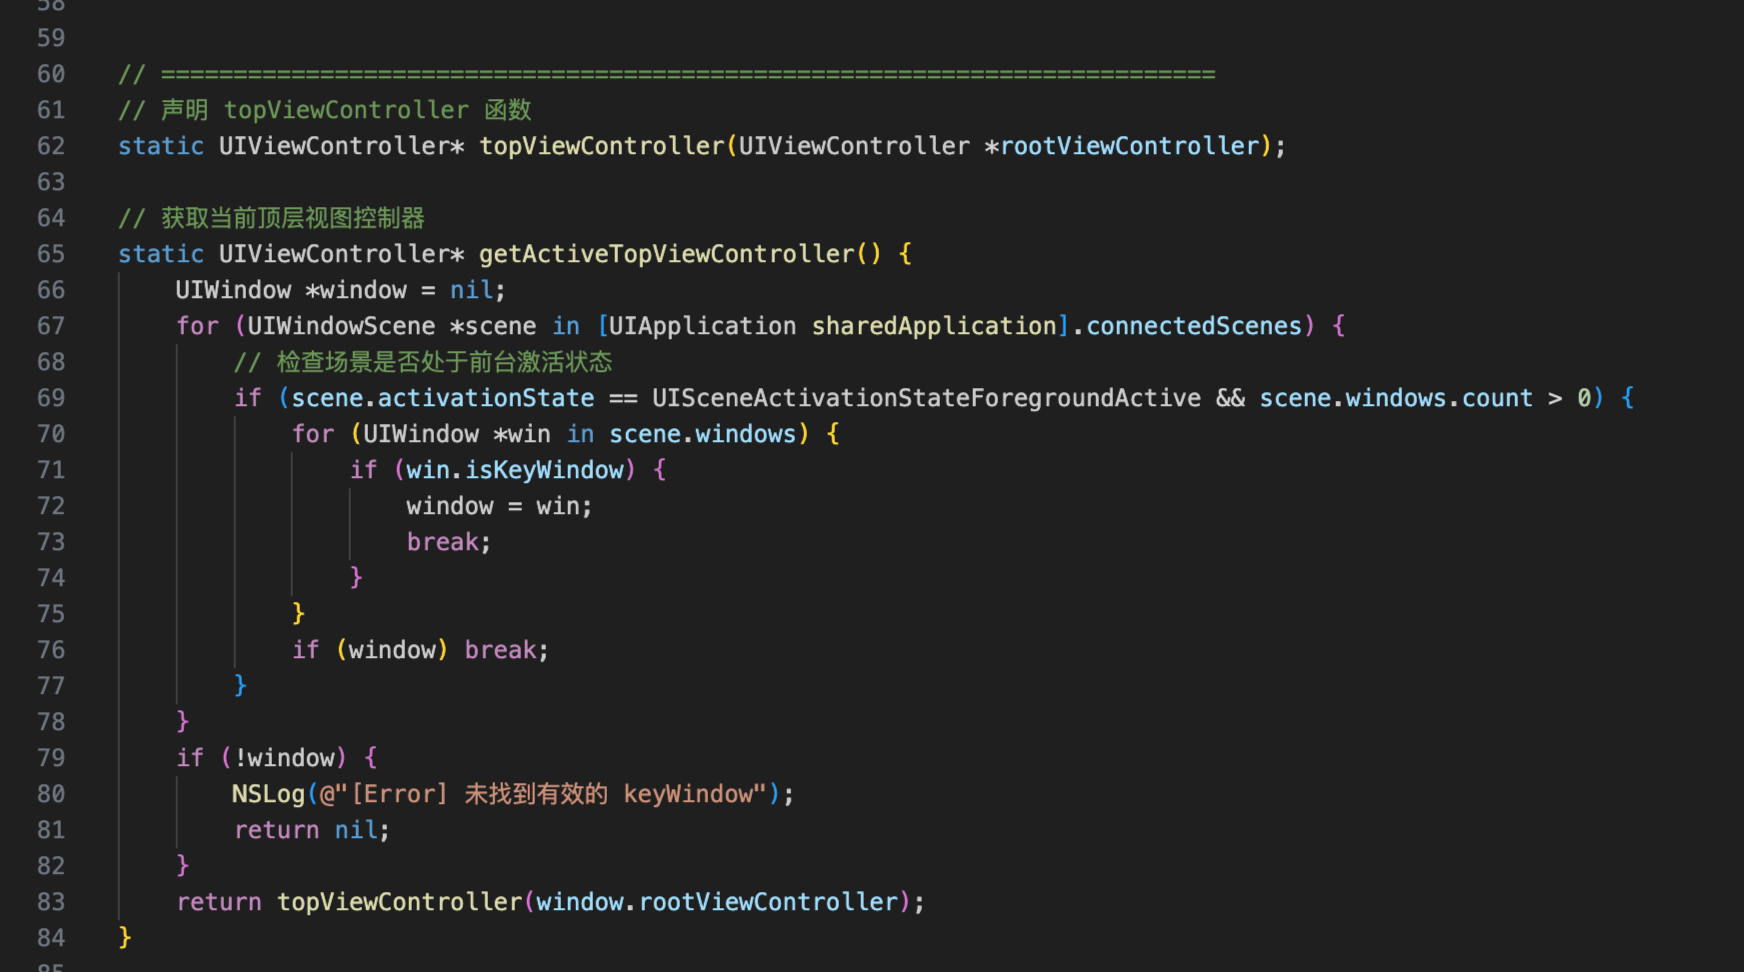 58
59
60 // =========================================================================
61 // 声明 topViewController 函数
62 static UIViewController* topViewController(UIViewController *rootViewController);
63
64 // 获取当前顶层视图控制器
65 static UIViewController* getActiveTopViewController() {
66     UIWindow *window = nil;
67     for (UIWindowScene *scene in [UIApplication sharedApplication].connectedScenes) {
68         // 检查场景是否处于前台激活状态
69         if (scene.activationState == UISceneActivationStateForegroundActive && scene.windows.count > 0) {
70             for (UIWindow *win in scene.windows) {
71                 if (win.isKeyWindow) {
72                     window = win;
73                     break;
74                 }
75             }
76             if (window) break;
77         }
78     }
79     if (!window) {
80         NSLog(@"[Error] 未找到有效的 keyWindow");
81         return nil;
82     }
83     return topViewController(window.rootViewController);
84 }
85